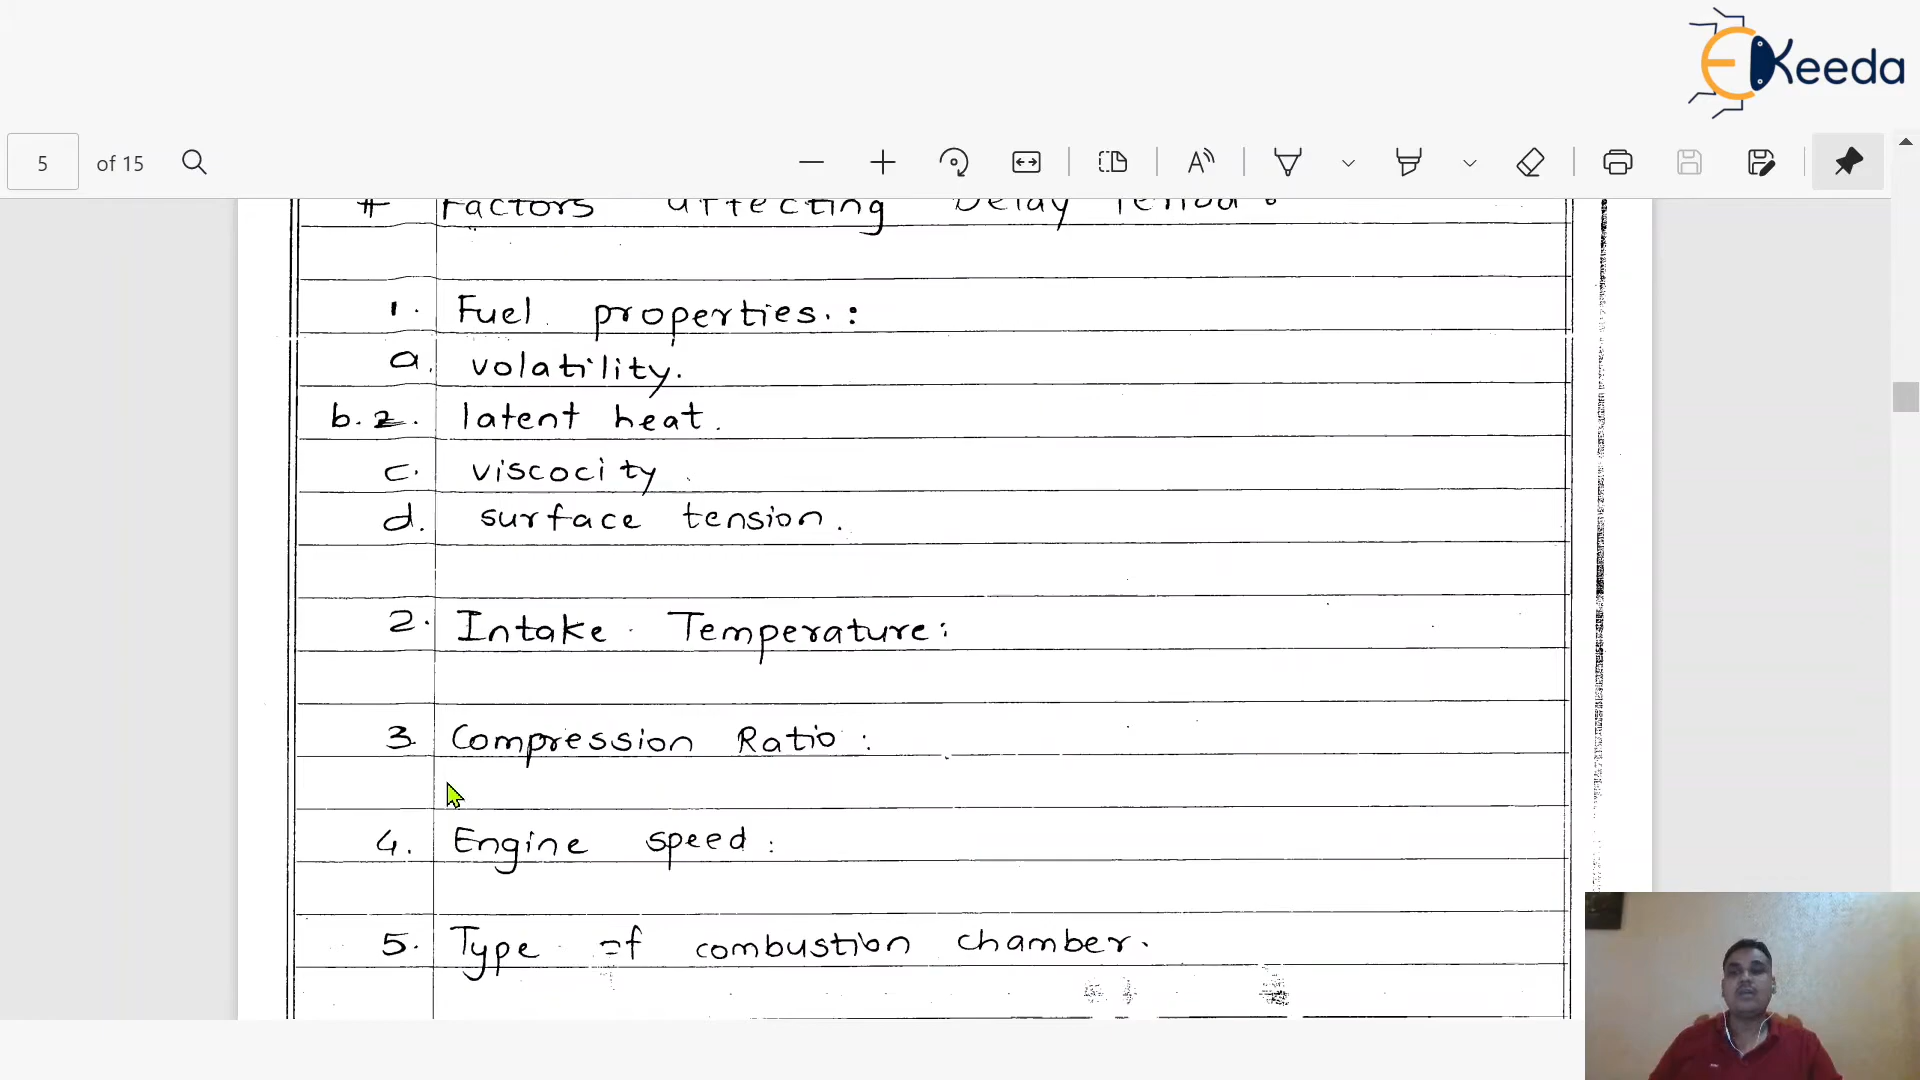 EKeeda
5 of 15
# Factors affecting Delay Period :
1. Fuel properties. :
a. volatility.
b. 2. latent heat.
c. viscocity.
d. surface tension.
2. Intake Temperature :
3 Compression Ratio :
4. Engine speed :
5. Type of combustion chamber.